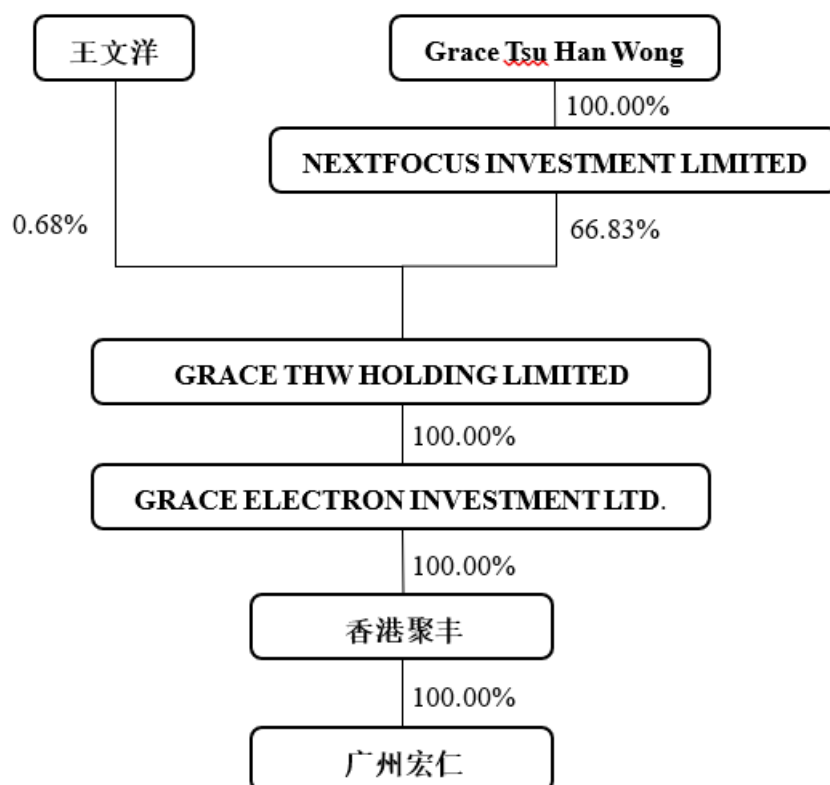 王文洋
Grace Tsu Han Wong
100.00%
NEXTFOCUS INVESTMENT LIMITED
0.68%
66.83%
GRACE THW HOLDING LIMITED
100.00%
GRACE ELECTRON INVESTMENT LTD.
100.00%
香港聚丰
100.00%
广州宏仁